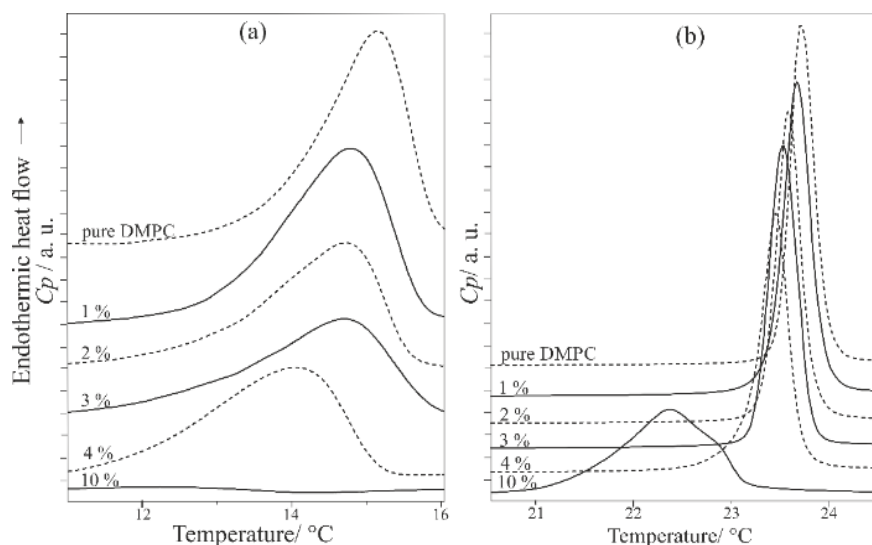 (a)
(b)
Endothermic heat flow →
Cp/ a. u.
Cp/ a. u.
pure DMPC
1 %
2 %
3 %
4 %
10 %
pure DMPC
1 %
2 %
3 %
4 %
10 %
12 14 16
21 22 23 24
Temperature/ °C
Temperature/ °C